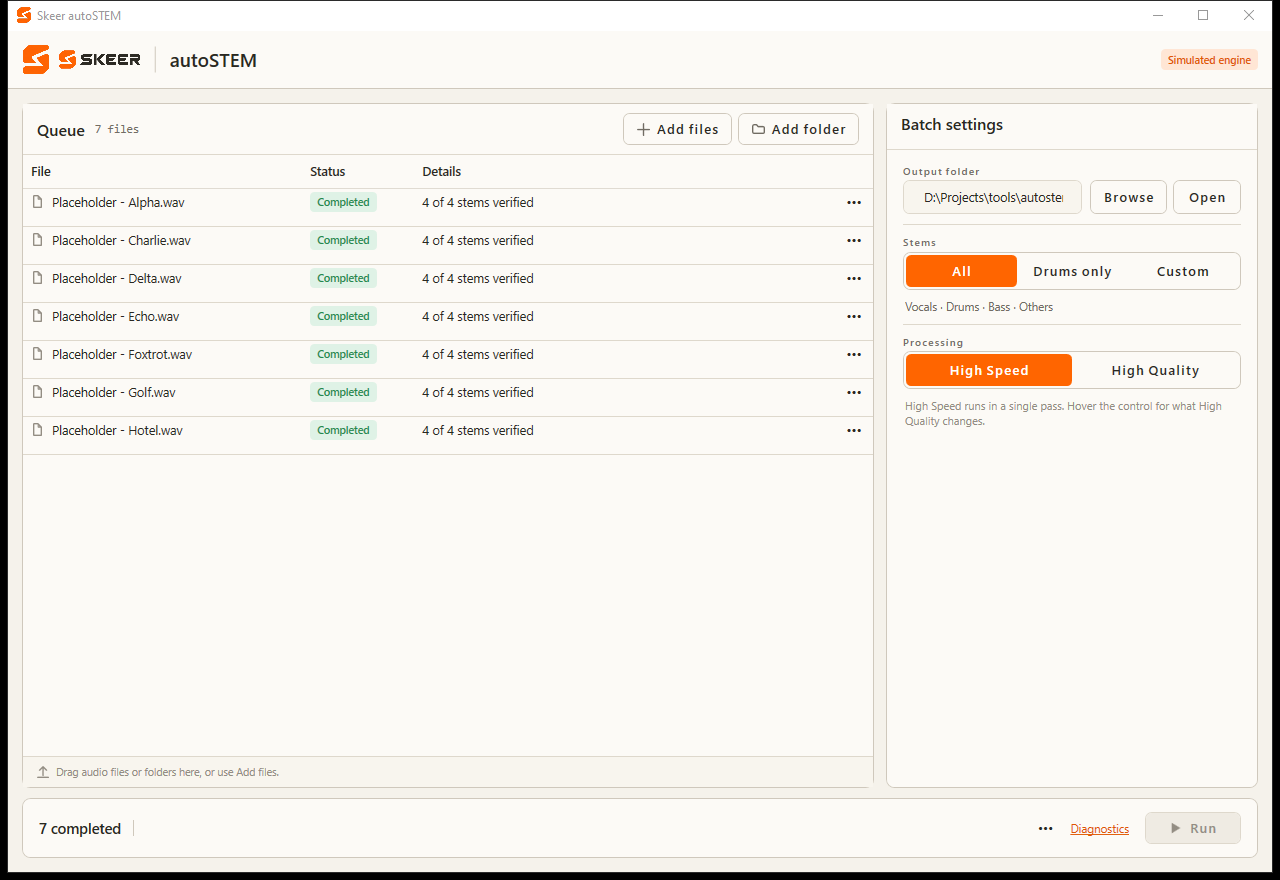 Skeer autoSTEM
SKEER autoSTEM Simulated engine
Queue 7 files Add files Add folder
File Status Details
Placeholder - Alpha.wav Completed 4 of 4 stems verified
Placeholder - Charlie.wav Completed 4 of 4 stems verified
Placeholder - Delta.wav Completed 4 of 4 stems verified
Placeholder - Echo.wav Completed 4 of 4 stems verified
Placeholder - Foxtrot.wav Completed 4 of 4 stems verified
Placeholder - Golf.wav Completed 4 of 4 stems verified
Placeholder - Hotel.wav Completed 4 of 4 stems verified
Drag audio files or folders here, or use Add files.
Batch settings
Output folder
D:\Projects\tools\autoste Browse Open
Stems
All Drums only Custom
Vocals · Drums · Bass · Others
Processing
High Speed High Quality
High Speed runs in a single pass. Hover the control for what High
Quality changes.
7 completed Diagnostics Run